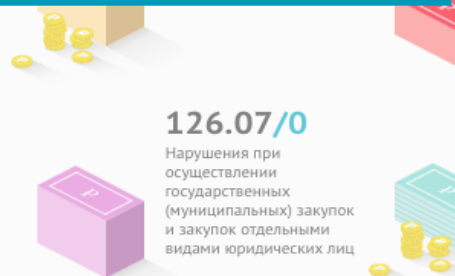 126.07/0
Нарушения при
осуществлении
государственных
(муниципальных) закупок
и закупок отдельными
видами юридических лиц